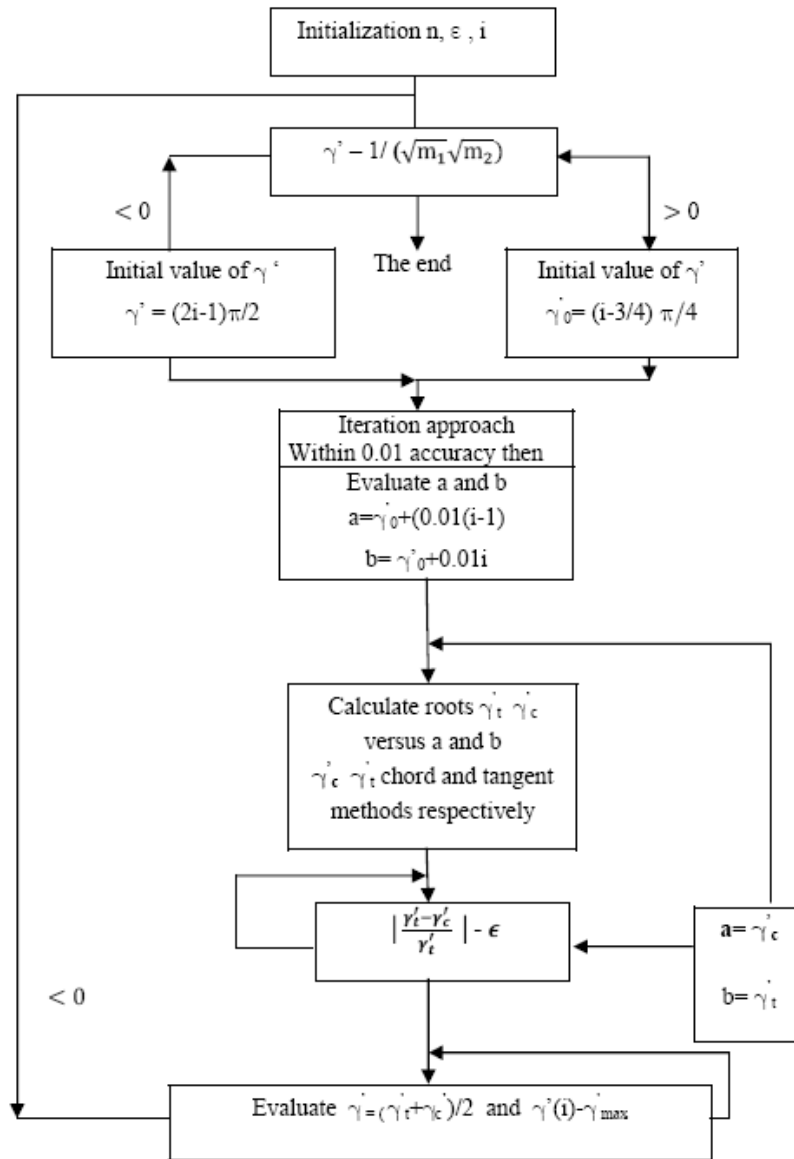 Initialization n, ε , i
γ’ – 1/ (√m₁√m₂)
< 0
> 0
The end
Initial value of γ ‘
γ’ = (2i-1)π/2
Initial value of γ’
γ’₀= (i-3/4) π/4
Iteration approach
Within 0.01 accuracy then
Evaluate a and b
a=γ’₀+(0.01(i-1)
b= γ’₀+0.01i
Calculate roots γ’ₜ γ’c
versus a and b
γ’c γ’ₜ chord and tangent
methods respectively
|(γ′ₜ−γ′c)/γ′ₜ| - ϵ
a= γ’c
b= γ’ₜ
< 0
Evaluate γ’=(γ’ₜ+γc’)/2 and γ’(i)-γ’max